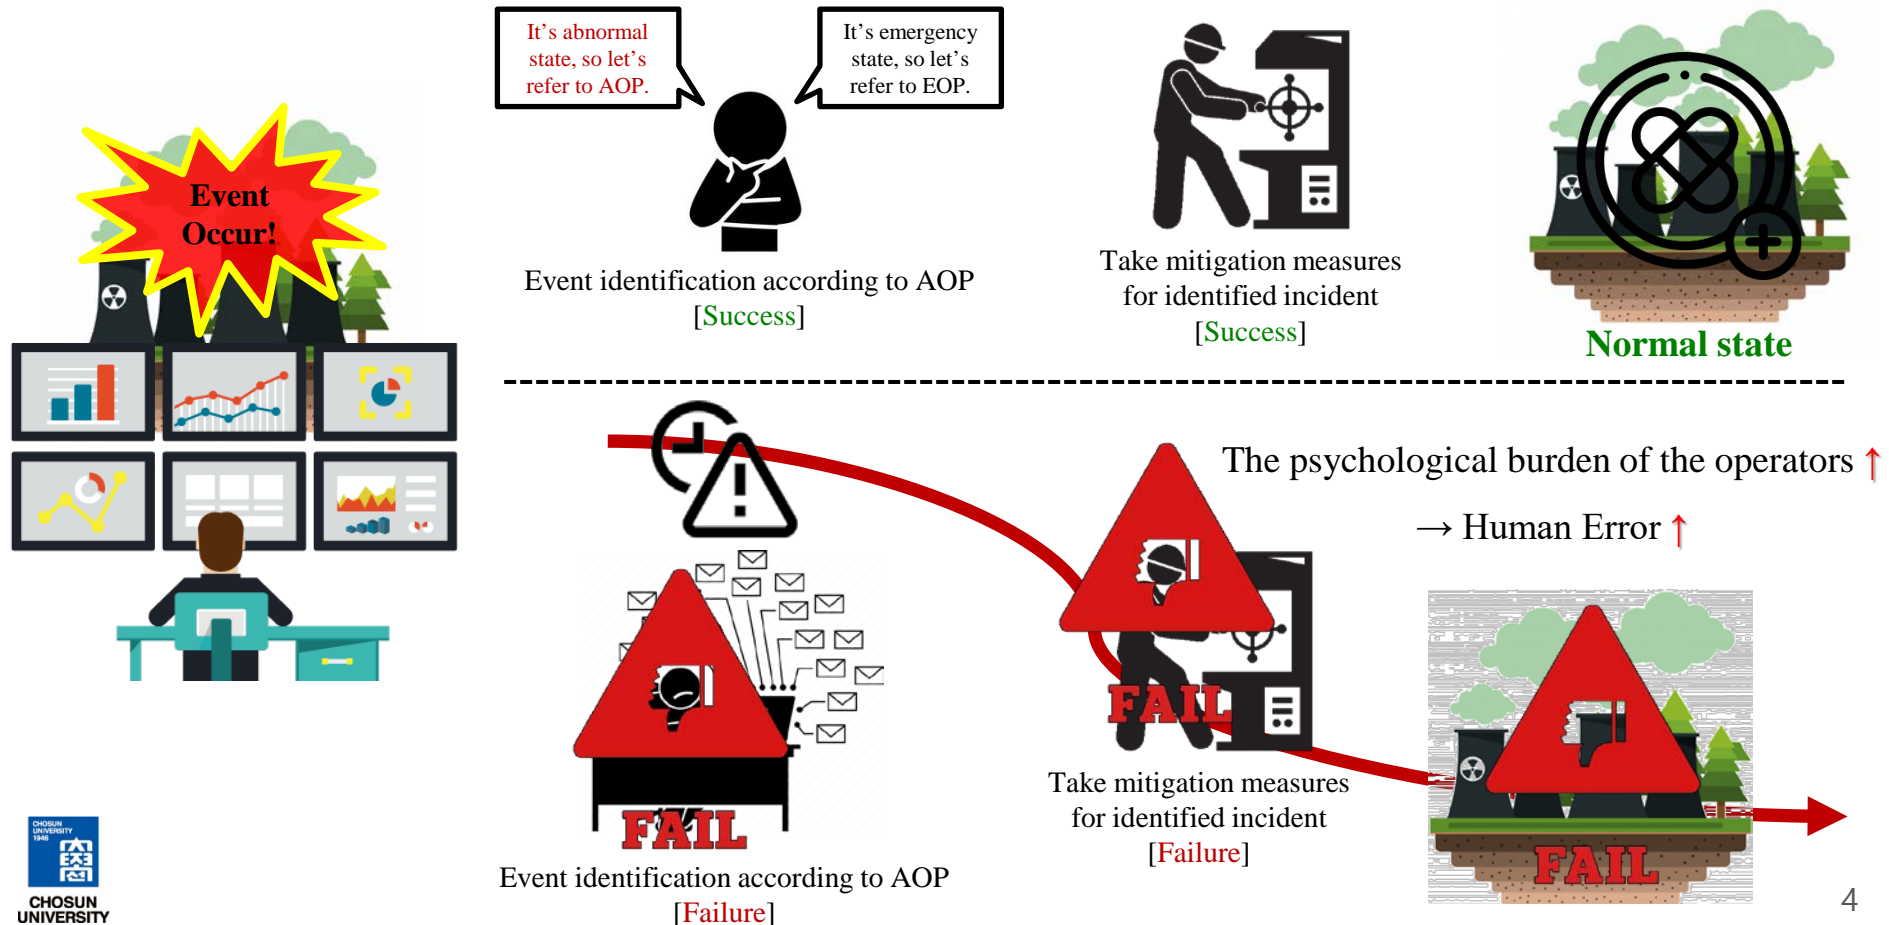 It's abnormal
state, so let's
refer to AOP.
It's emergency
state, so let's
refer to EOP.
Event
Occur!
Event identification according to AOP
[Success]
Take mitigation measures
for identified incident
[Success]
Normal state
The psychological burden of the operators ↑
→ Human Error ↑
FAIL
Event identification according to AOP
[Failure]
FAIL
Take mitigation measures
for identified incident
[Failure]
FAIL
CHOSUN
UNIVERSITY
1946
CHOSUN
UNIVERSITY
4